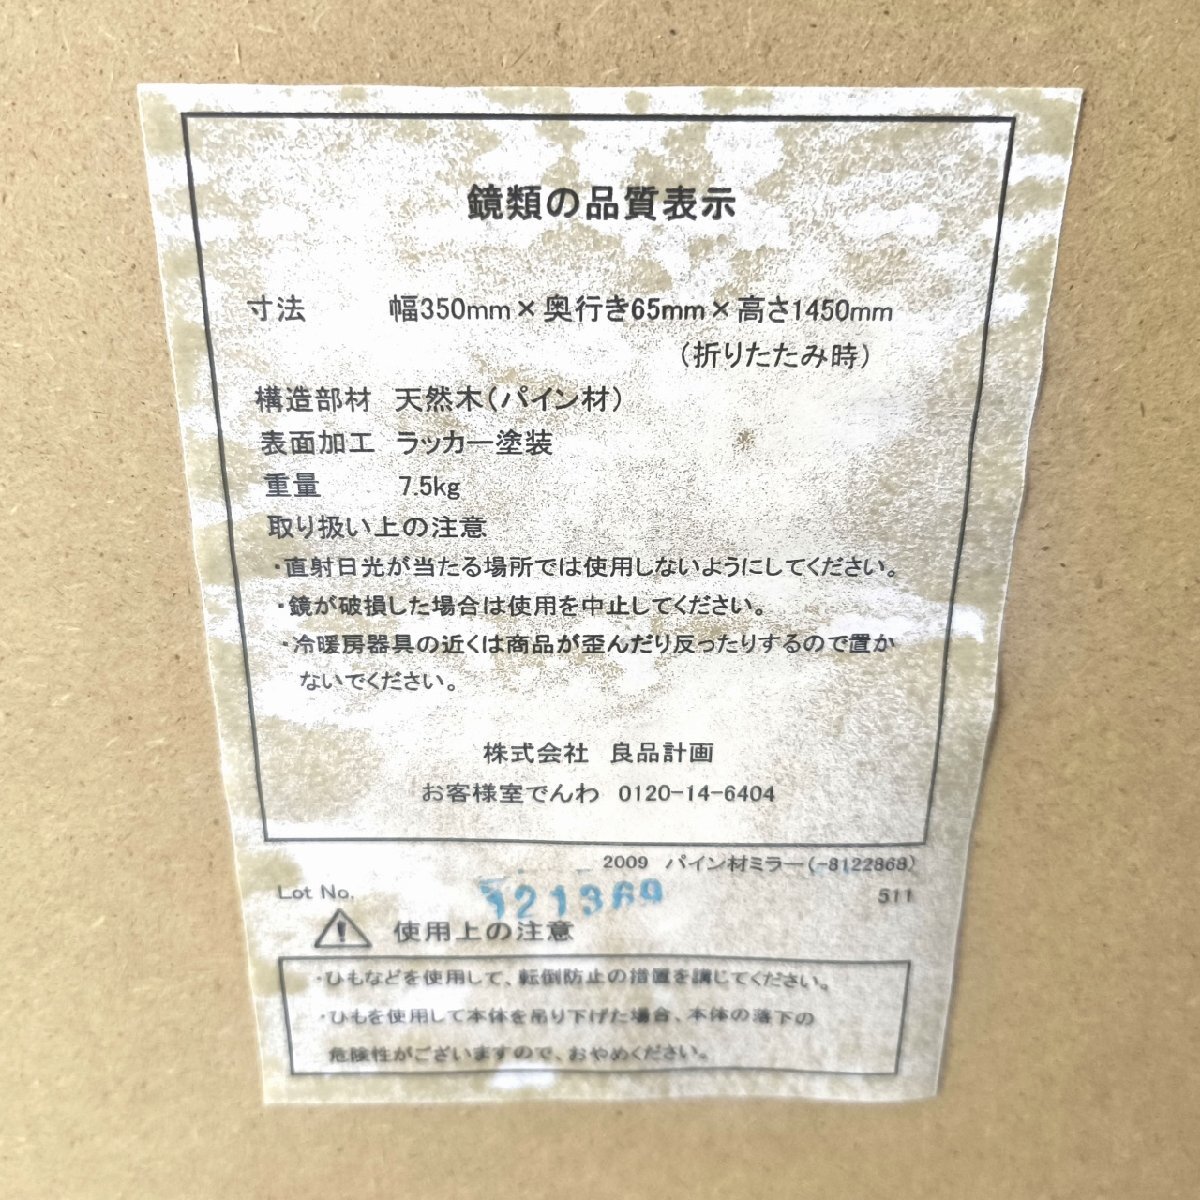 鏡類の品質表示
寸法 幅350mm×奥行き65mm×高さ1450mm
(折りたたみ時)
構造部材 天然木(パイン材)
表面加工 ラッカー塗装
重量 7.5kg
取り扱い上の注意
・直射日光が当たる場所では使用しないようにしてください。
・鏡が破損した場合は使用を中止してください。
・冷暖房器具の近くは商品が歪んだり反ったりするので置か
ないでください。
株式会社 良品計画
お客様室でんわ 0120-14-6404
2009 パイン材ミラー(-8122868)
Lot No. 121369 511
使用上の注意
・ひもなどを使用して、転倒防止の措置を講じてください。
・ひもを使用して本体を吊り下げた場合、本体の落下の
危険性がございますので、おやめください。